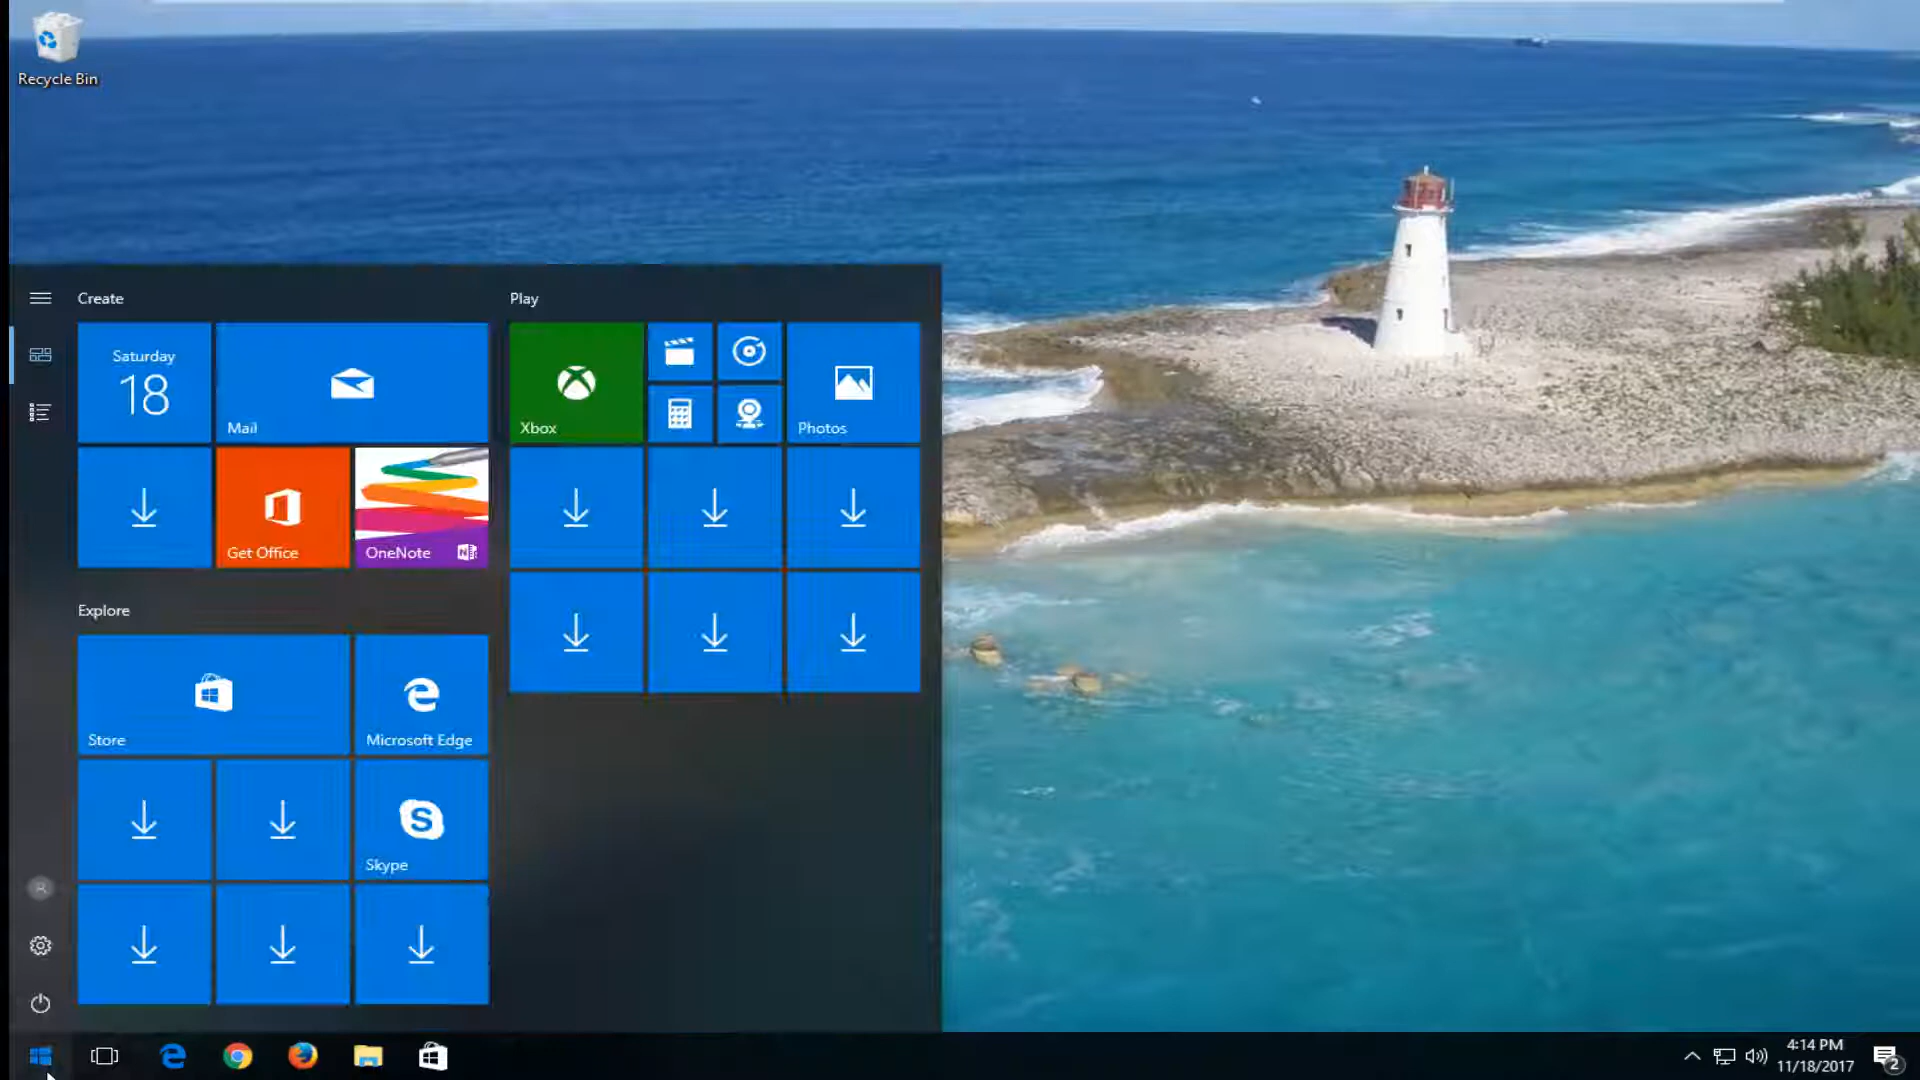 Recycle Bin
Create
Play
Saturday
18
Mail
Xbox
Photos
Get Office
OneNote
Explore
Store
Microsoft Edge
Skype
4:14 PM
11/18/2017
2